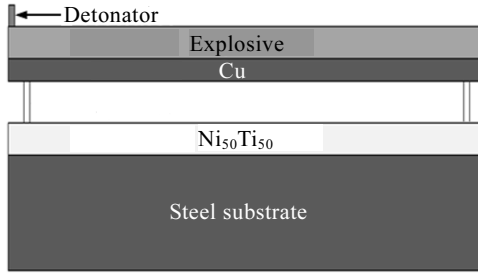 Detonator
Explosive
Cu
Ni₅₀Ti₅₀
Steel substrate